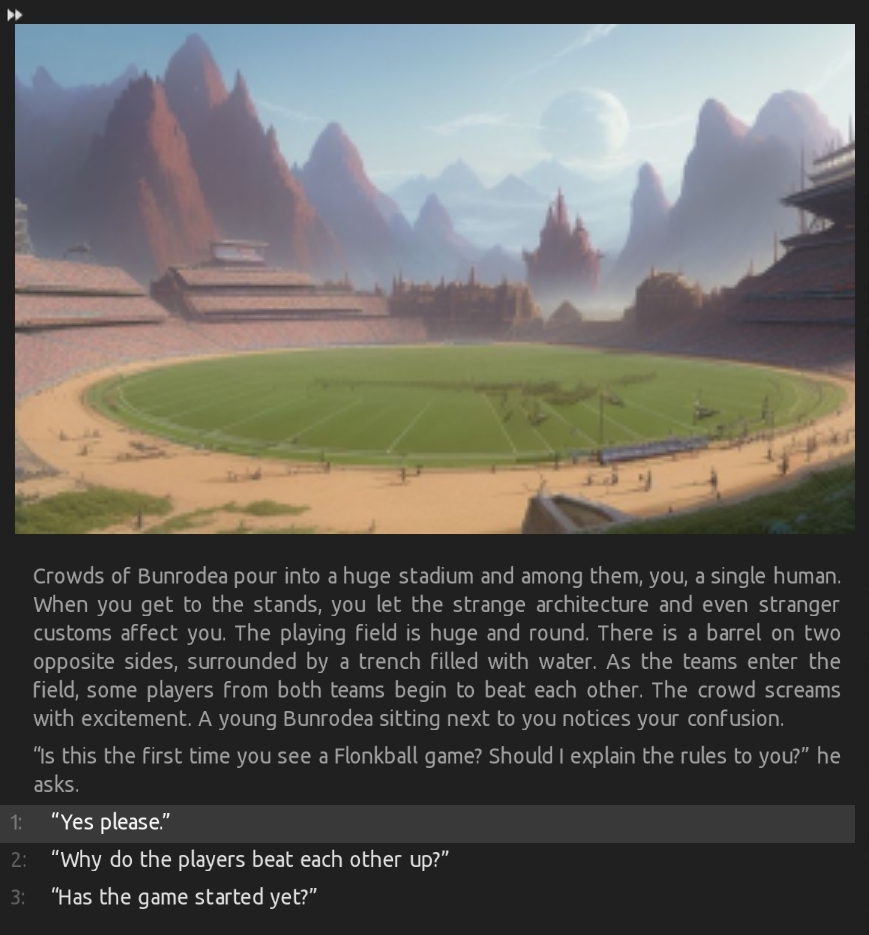 Crowds of Bunrodea pour into a huge stadium and among them, you, a single human.
When you get to the stands, you let the strange architecture and even stranger
customs affect you. The playing field is huge and round. There is a barrel on two
opposite sides, surrounded by a trench filled with water. As the teams enter the
field, some players from both teams begin to beat each other. The crowd screams
with excitement. A young Bunrodea sitting next to you notices your confusion.
“Is this the first time you see a Flonkball game? Should I explain the rules to you?” he
asks.
1: “Yes please.”
2: “Why do the players beat each other up?”
3: “Has the game started yet?”